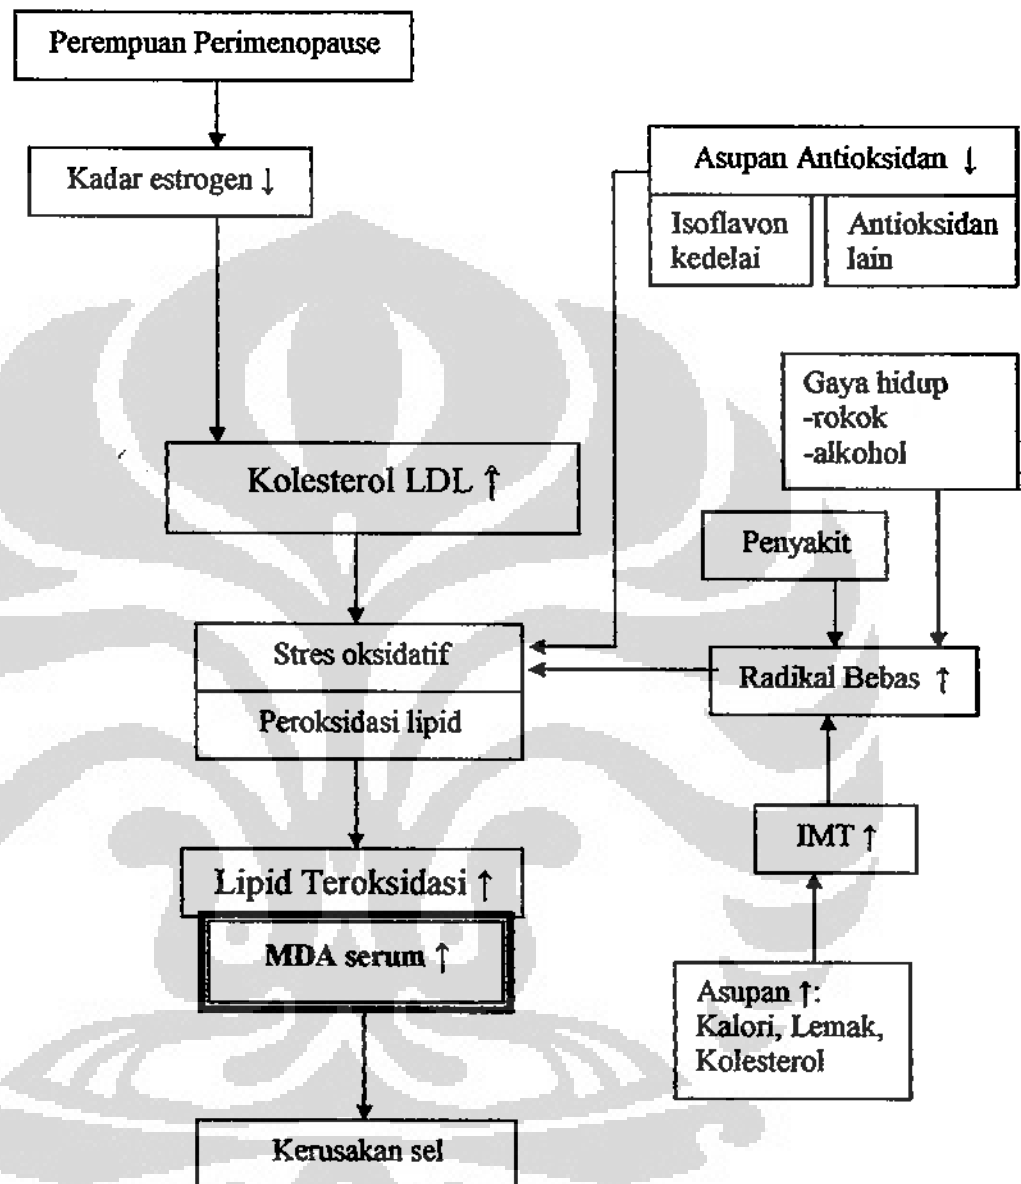 Perempuan Perimenopause
Kadar estrogen ↓
Asupan Antioksidan ↓
Isoflavon
kedelai
Antioksidan
lain
Gaya hidup
-rokok
-alkohol
Kolesterol LDL ↑
Penyakit
Stres oksidatif
Radikal Bebas ↑
Peroksidasi lipid
IMT ↑
Lipid Teroksidasi ↑
MDA serum ↑
Asupan ↑:
Kalori, Lemak,
Kolesterol
Kerusakan sel